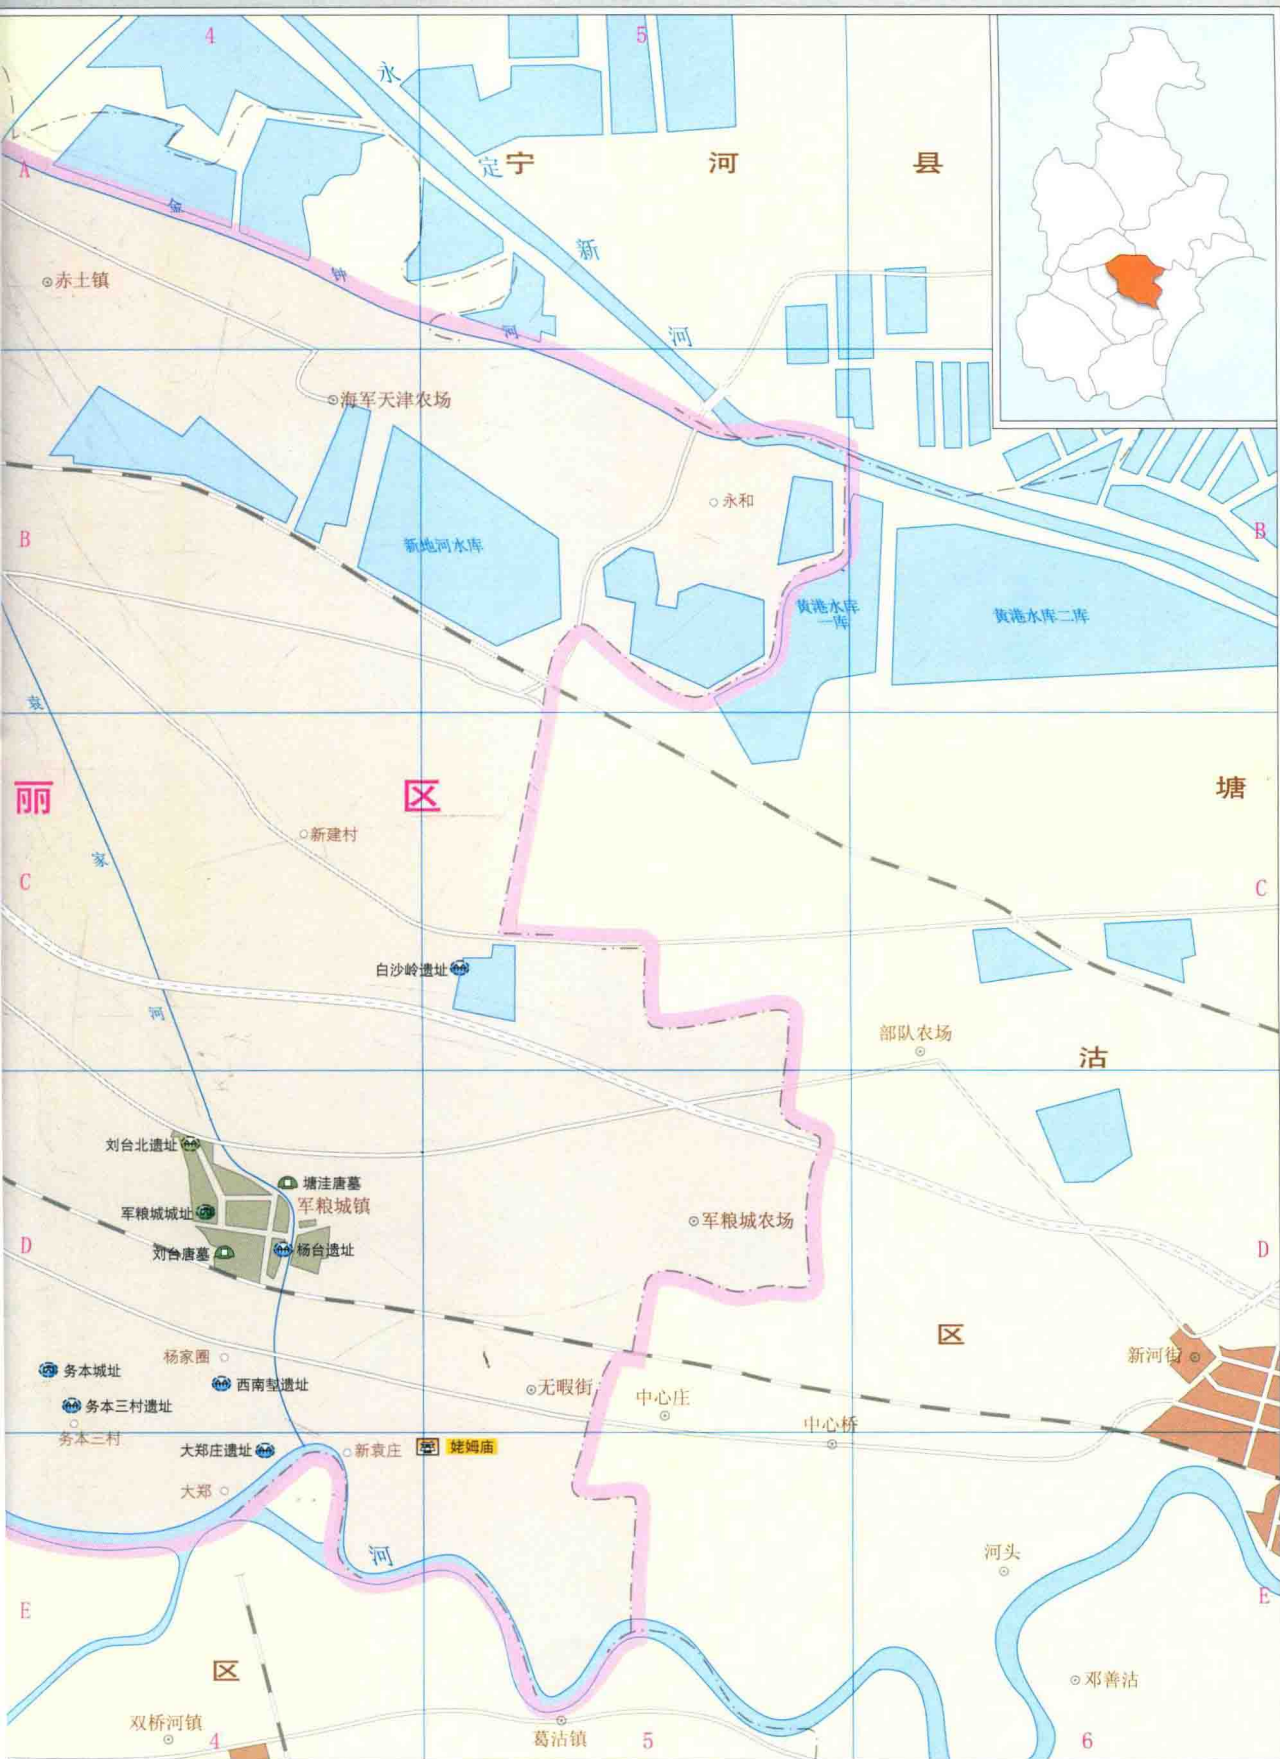 4
5
永
定
宁 河 县
A
金
新
钟
赤土镇
河
河
海军天津农场
永和
B
B
新地河水库
黄港水库
一库
黄港水库二库
袁
丽 区 塘
新建村
家
C
C
白沙岭遗址
河
部队农场
沽
刘台北遗址
塘洼唐墓
军粮城镇
军粮城城址
军粮城农场
D
D
刘台唐墓
杨台遗址
区
新河街
杨家圈
务本城址
西南堼遗址
无暇街
中心庄
务本三村遗址
中心桥
务本三村
大郑庄遗址
新袁庄
姥姆庙
大郑
河
河头
E
E
区
邓善沽
双桥河镇
葛沽镇
4
5
6